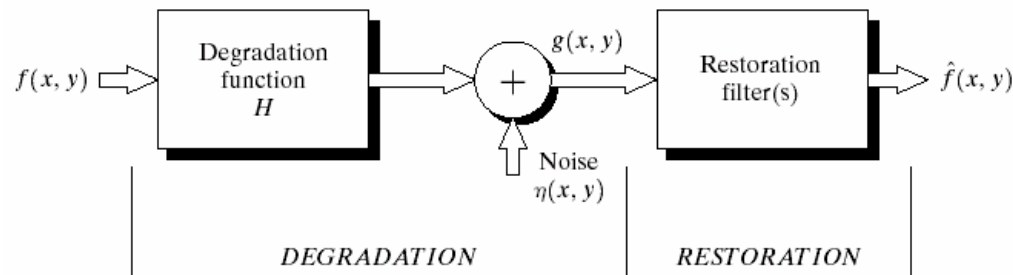 f(x, y)
Degradation
function
H
+
g(x, y)
Noise
η(x, y)
Restoration
filter(s)
f̂(x, y)
DEGRADATION
RESTORATION